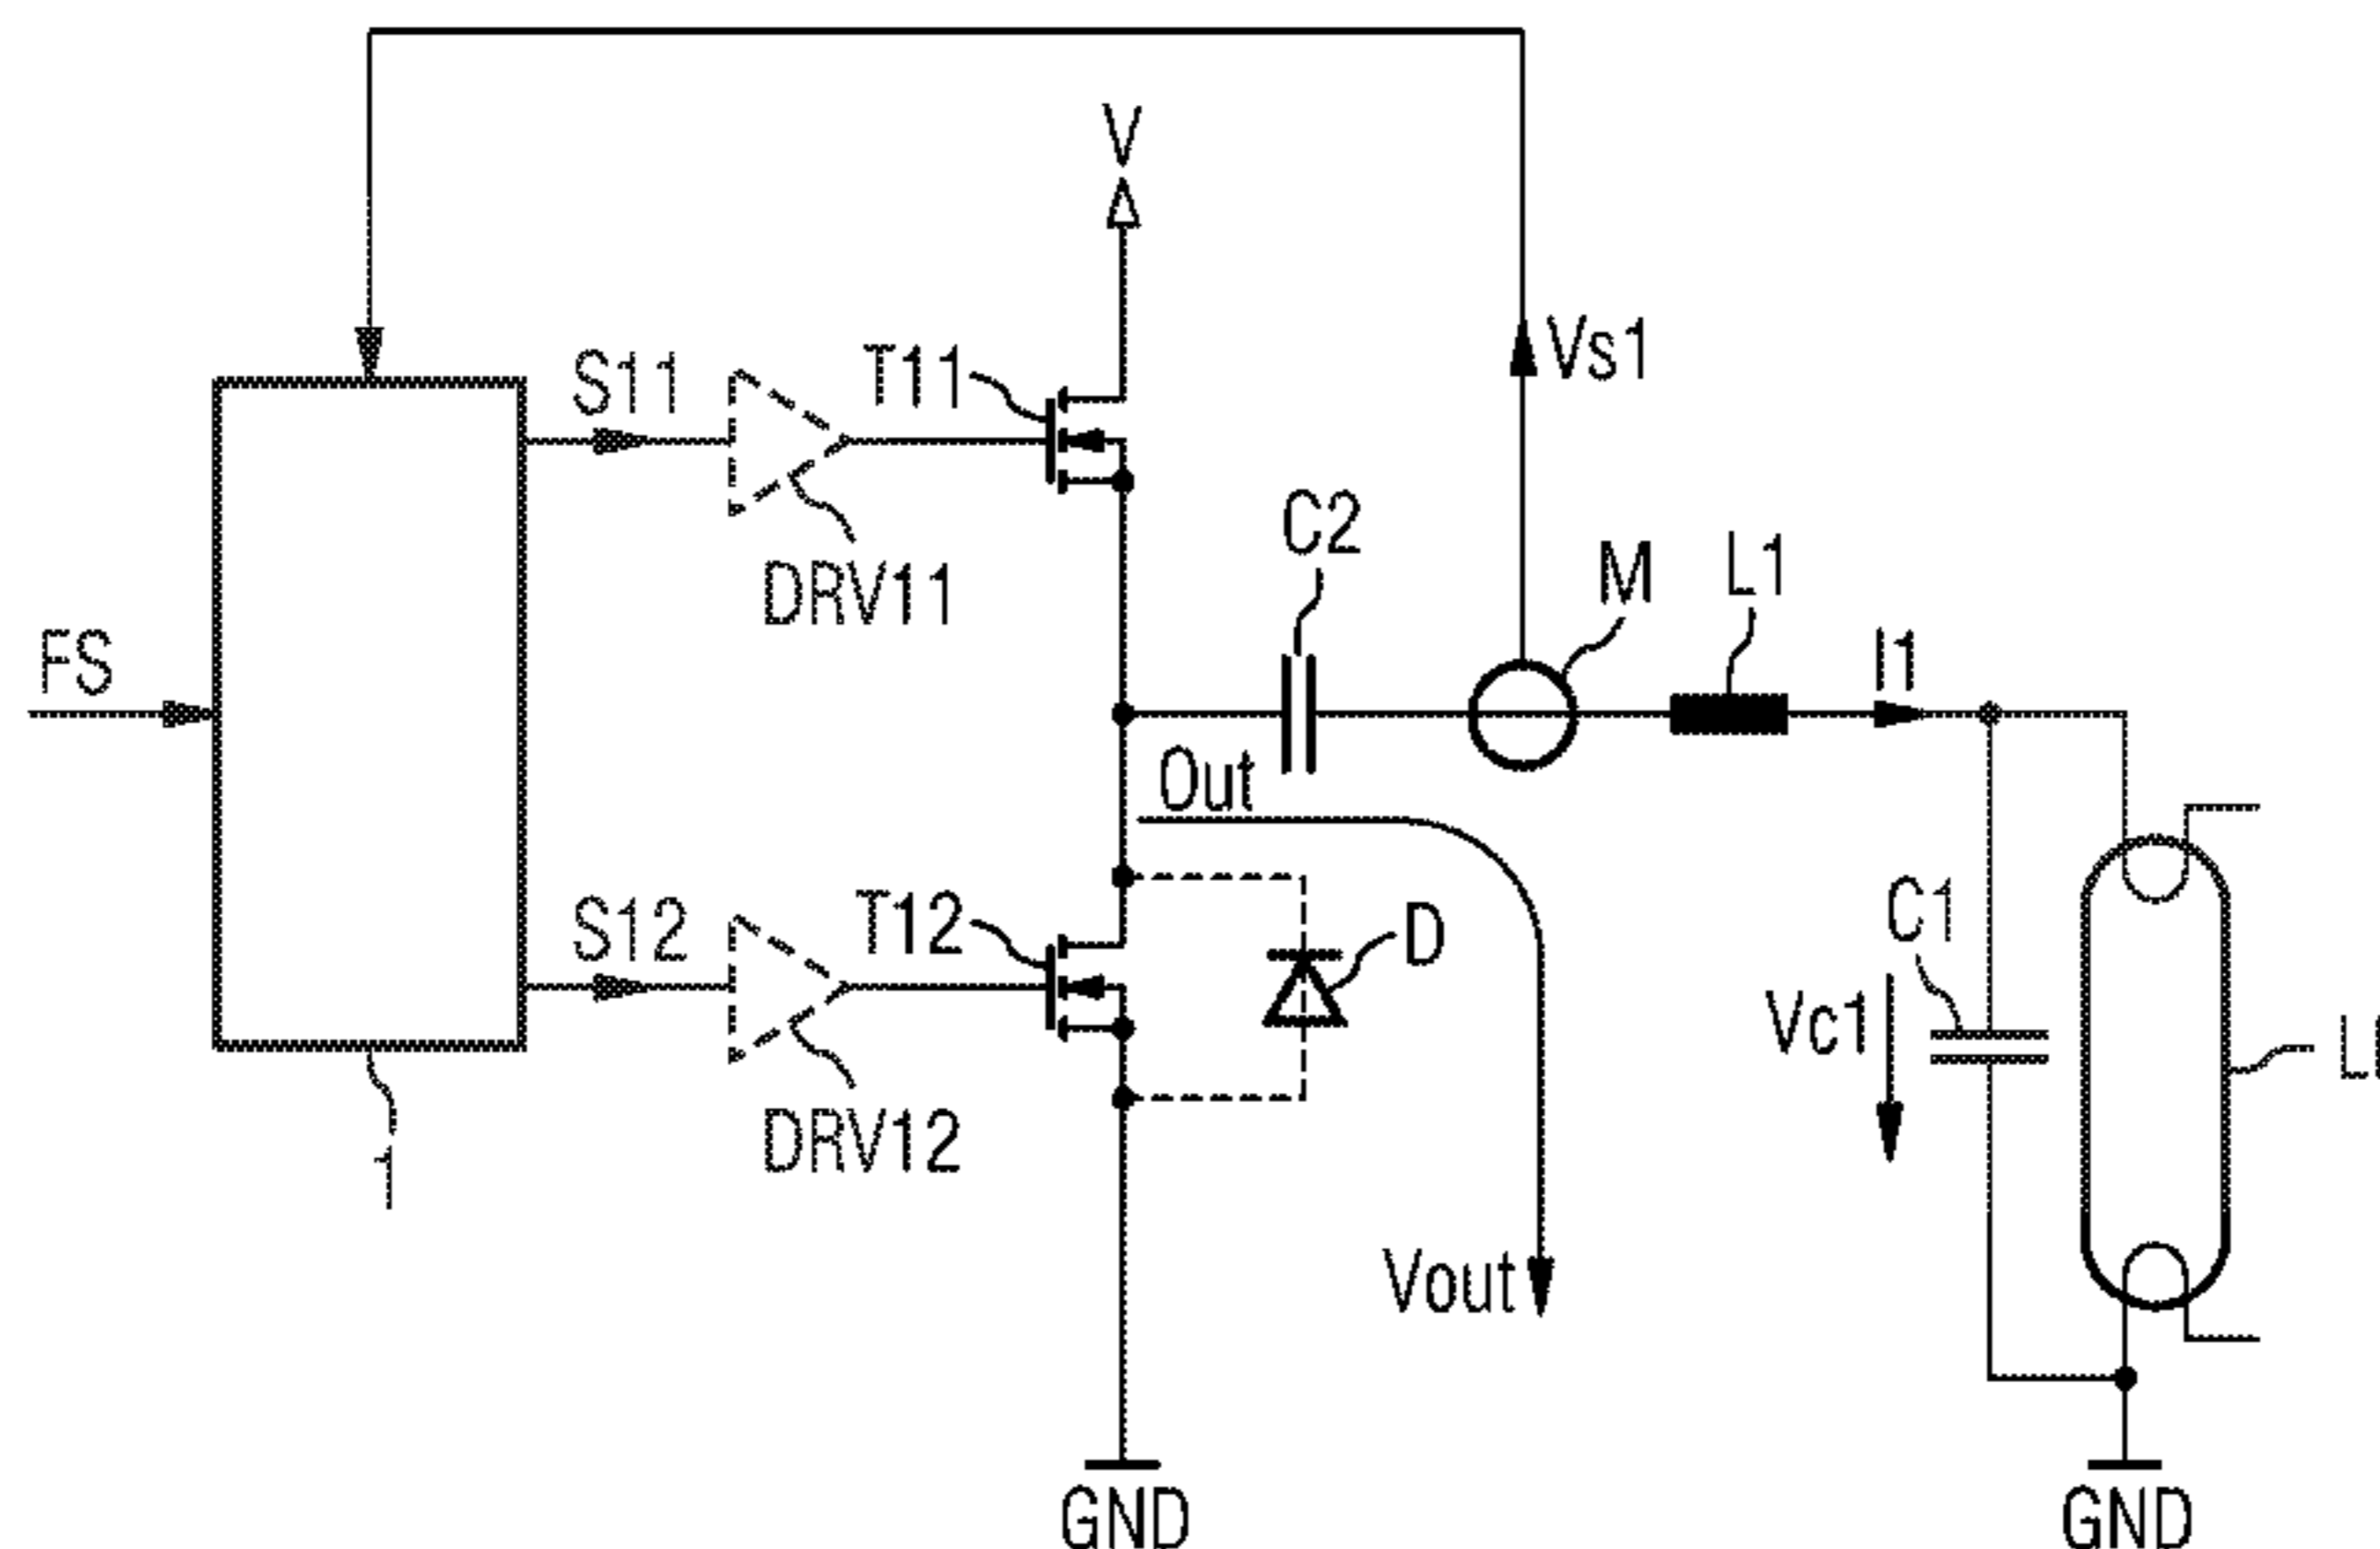 V
S11
T11
Vs1
C2
M
L1
I1
DRV11
FS
Out
S12
T12
D
C1
Vc1
1
DRV12
Vout
GND
GND